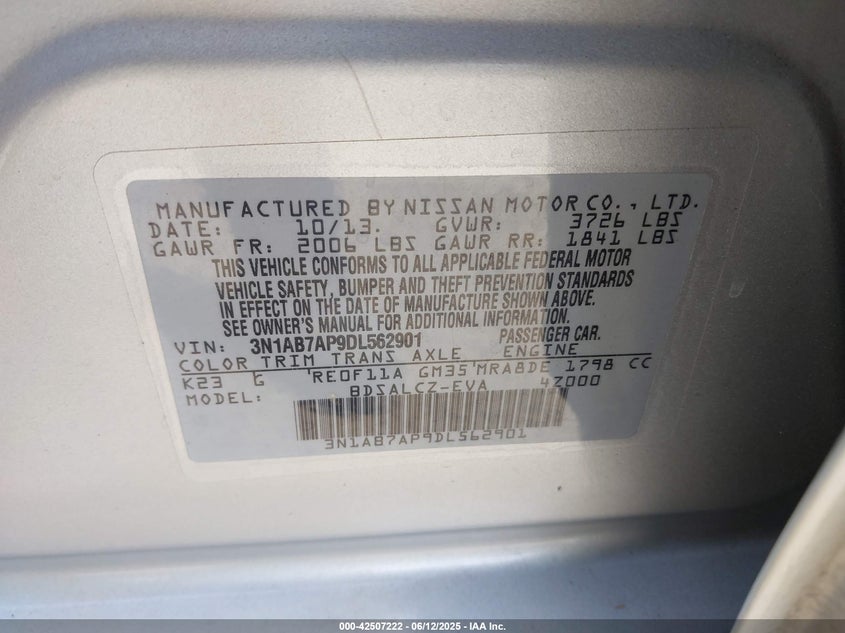 MANUFACTURED BY NISSAN MOTOR CO., LTD.
DATE: 10/13. GVWR: 3726 LBS
GAWR FR: 2006 LBS GAWR RR: 1841 LBS
THIS VEHICLE CONFORMS TO ALL APPLICABLE FEDERAL MOTOR
VEHICLE SAFETY, BUMPER AND THEFT PREVENTION STANDARDS
IN EFFECT ON THE DATE OF MANUFACTURE SHOWN ABOVE.
SEE OWNER'S MANUAL FOR ADDITIONAL INFORMATION.
VIN: 3N1AB7AP9DL562901 PASSENGER CAR.
COLOR TRIM TRANS AXLE ENGINE
K23 G 'RE0F11A GM35'MRA8DE 1798 CC
MODEL: BDSALCZ-EVA 4Z000
3N1AB7AP9DL562901
000-42507222 - 06/12/2025 - IAA Inc.